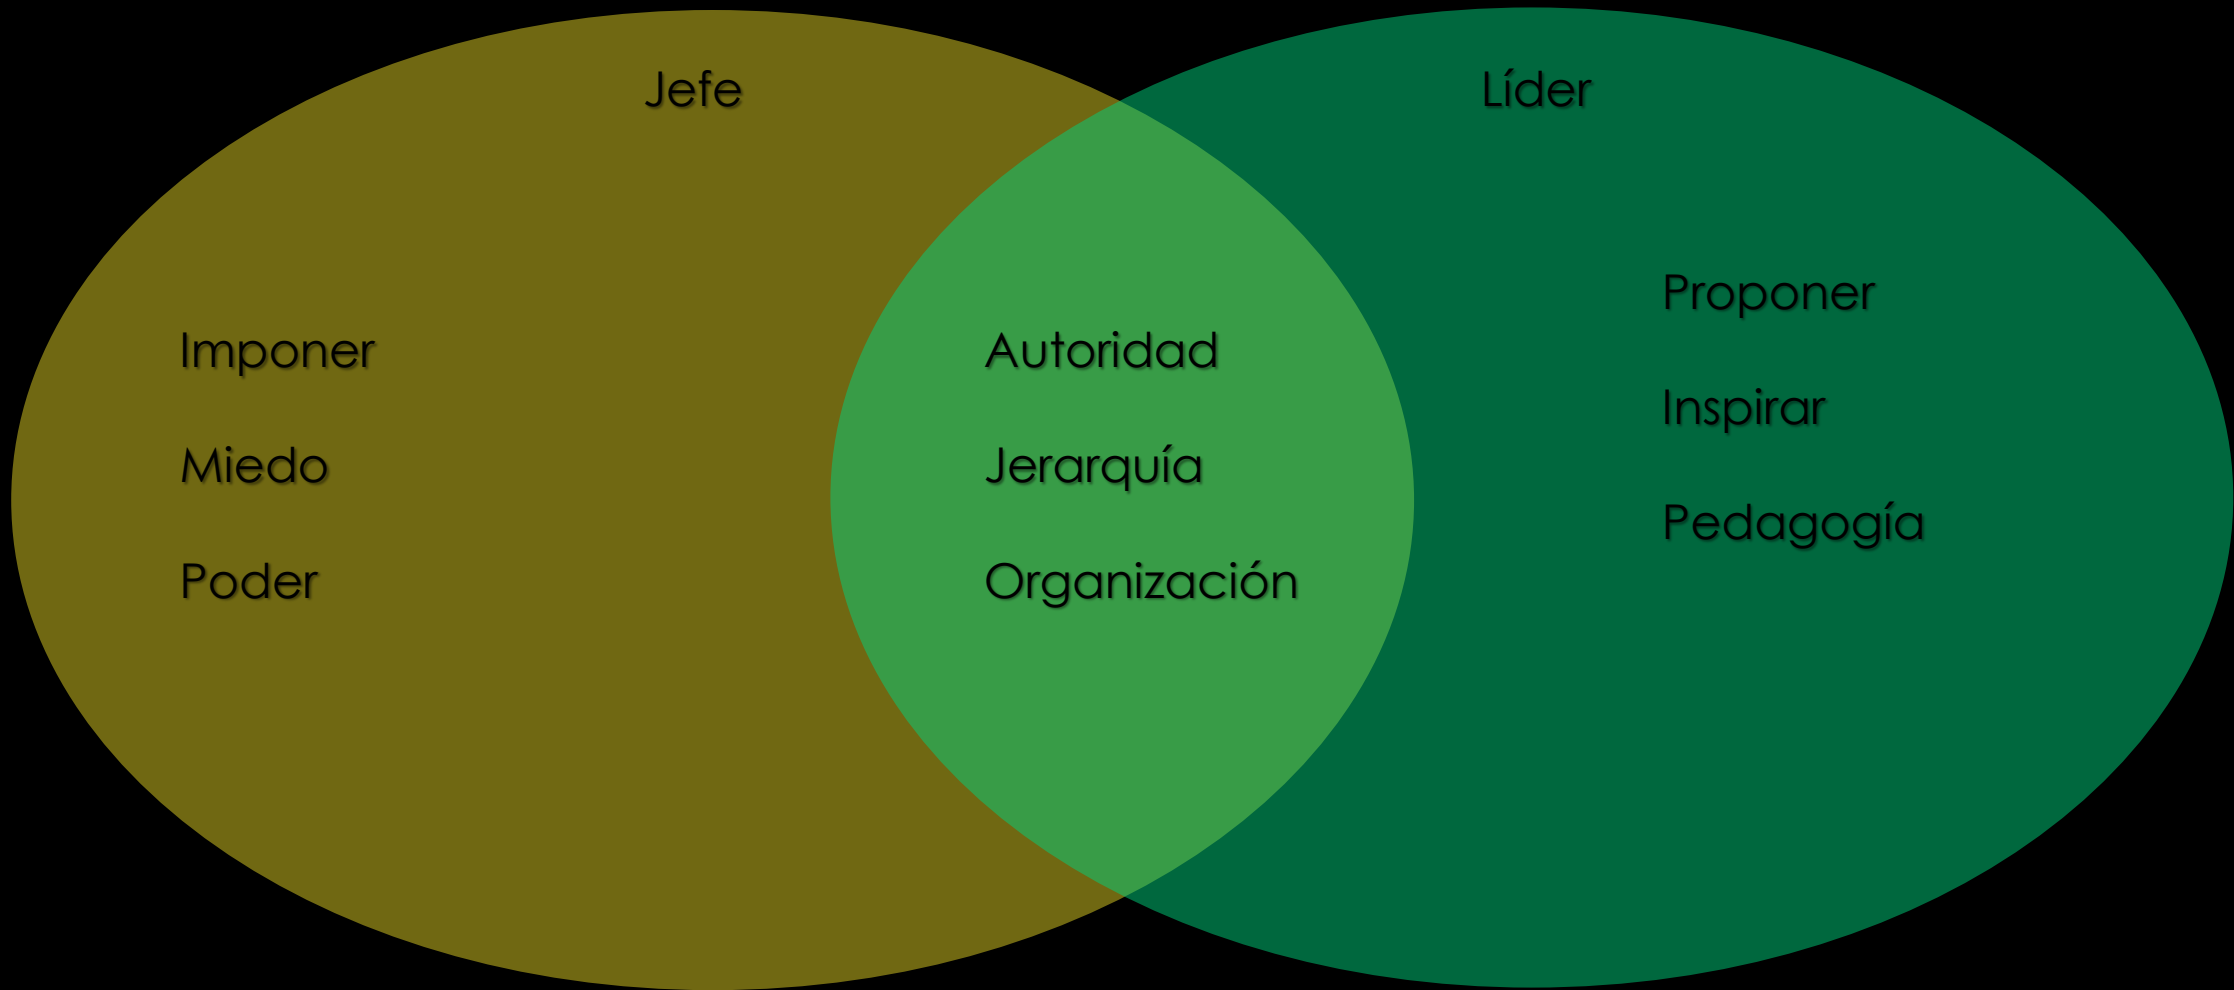 Jefe
Líder
Imponer
Miedo
Poder
Autoridad
Jerarquía
Organización
Proponer
Inspirar
Pedagogía